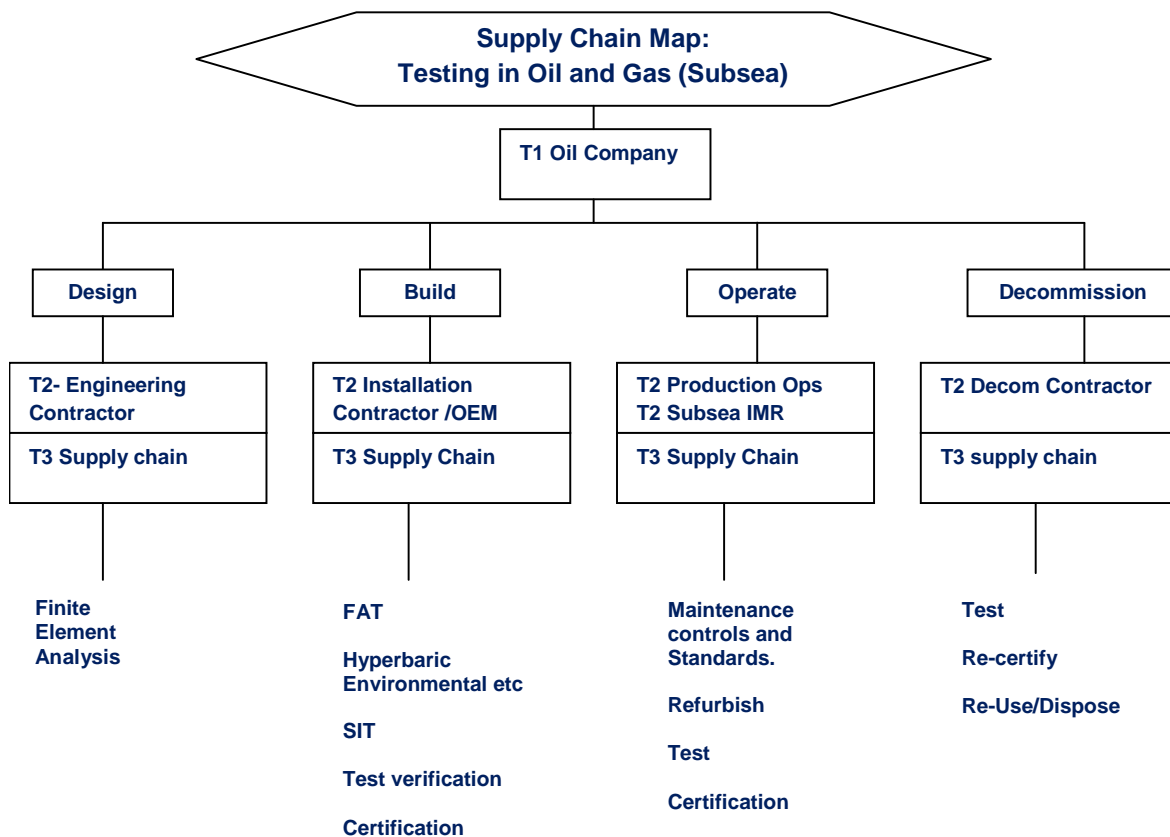 Supply Chain Map:
Testing in Oil and Gas (Subsea)
T1 Oil Company
Design
Build
Operate
Decommission
T2- Engineering
Contractor
T3 Supply chain
T2 Installation
Contractor /OEM
T3 Supply Chain
T2 Production Ops
T2 Subsea IMR
T3 Supply Chain
T2 Decom Contractor
T3 supply chain
Finite
Element
Analysis
FAT
Hyperbaric
Environmental etc
SIT
Test verification
Certification
Maintenance
controls and
Standards.
Refurbish
Test
Certification
Test
Re-certify
Re-Use/Dispose